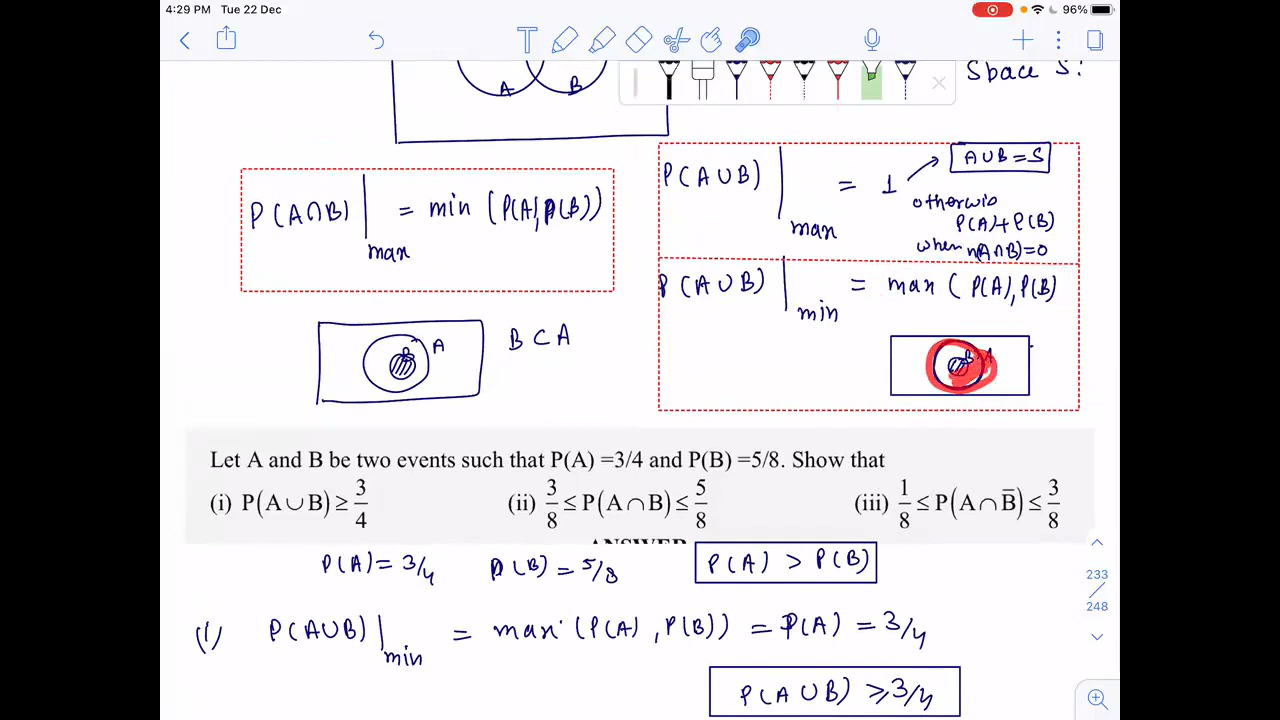 4:29 PM Tue 22 Dec
96%
A B
Space S.
P(A∩B) | max = min (P(A), P(B))
P(A∪B) | max = 1
A∪B = S
otherwis
P(A)+P(B)
when n(A∩B)=0
P(A∪B) | min = max ( P(A), P(B)
B A
B ⊂ A
B A
Let A and B be two events such that P(A) =3/4 and P(B) =5/8. Show that
(i) P(A∪B) ≥ 3/4 (ii) 3/8 ≤ P(A∩B) ≤ 5/8 (iii) 1/8 ≤ P(A∩B̄) ≤ 3/8
ANSWER
P(A) = 3/4 P(B) = 5/8 P(A) > P(B)
(i) P(A∪B) | min = max (P(A), P(B)) = P(A) = 3/4
P(A∪B) ≥ 3/4
233
248